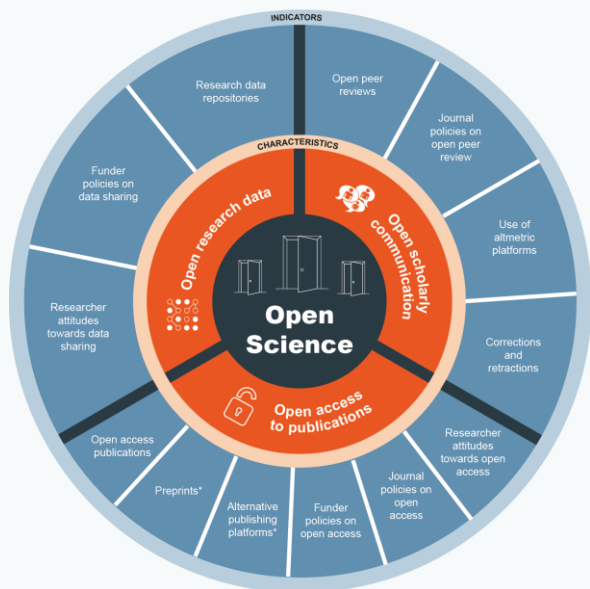 INDICATORS
Research data
repositories
Open peer
reviews
Journal
policies on
open peer
review
Funder
policies on
data sharing
CHARACTERISTICS
Open research data
Open scholarly
communication
Use of
altmetric
platforms
Open
Science
Researcher
attitudes
towards data
sharing
Corrections
and
retractions
Open access
to publications
Open access
publications
Preprints*
Alternative
publishing
platforms*
Funder
policies on
open access
Journal
policies on
open
access
Researcher
attitudes
towards open
access